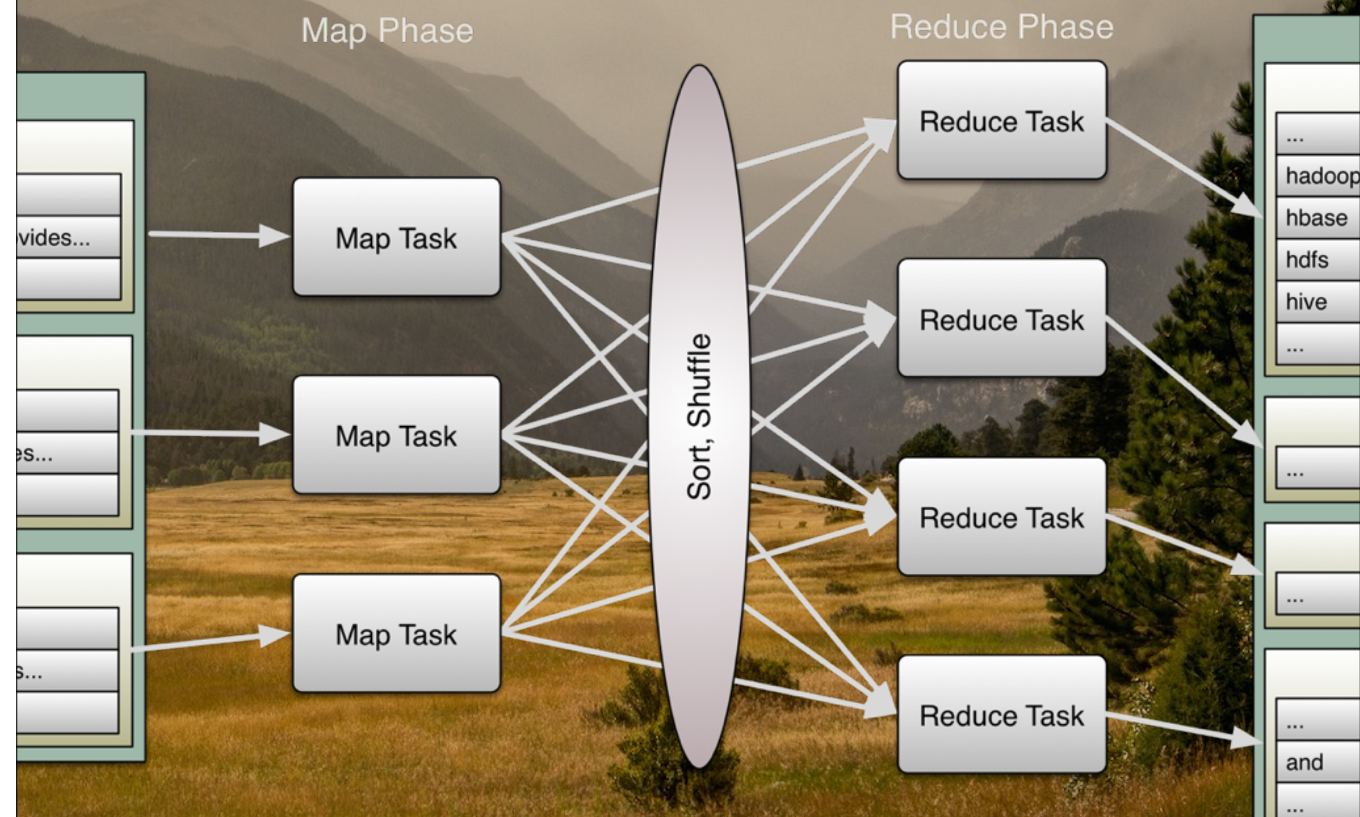 Map Phase
Reduce Phase
...
hadoop
hbase
hdfs
hive
...
Map Task
Map Task
Map Task
Sort, Shuffle
Reduce Task
Reduce Task
Reduce Task
Reduce Task
...
...
...
and
...